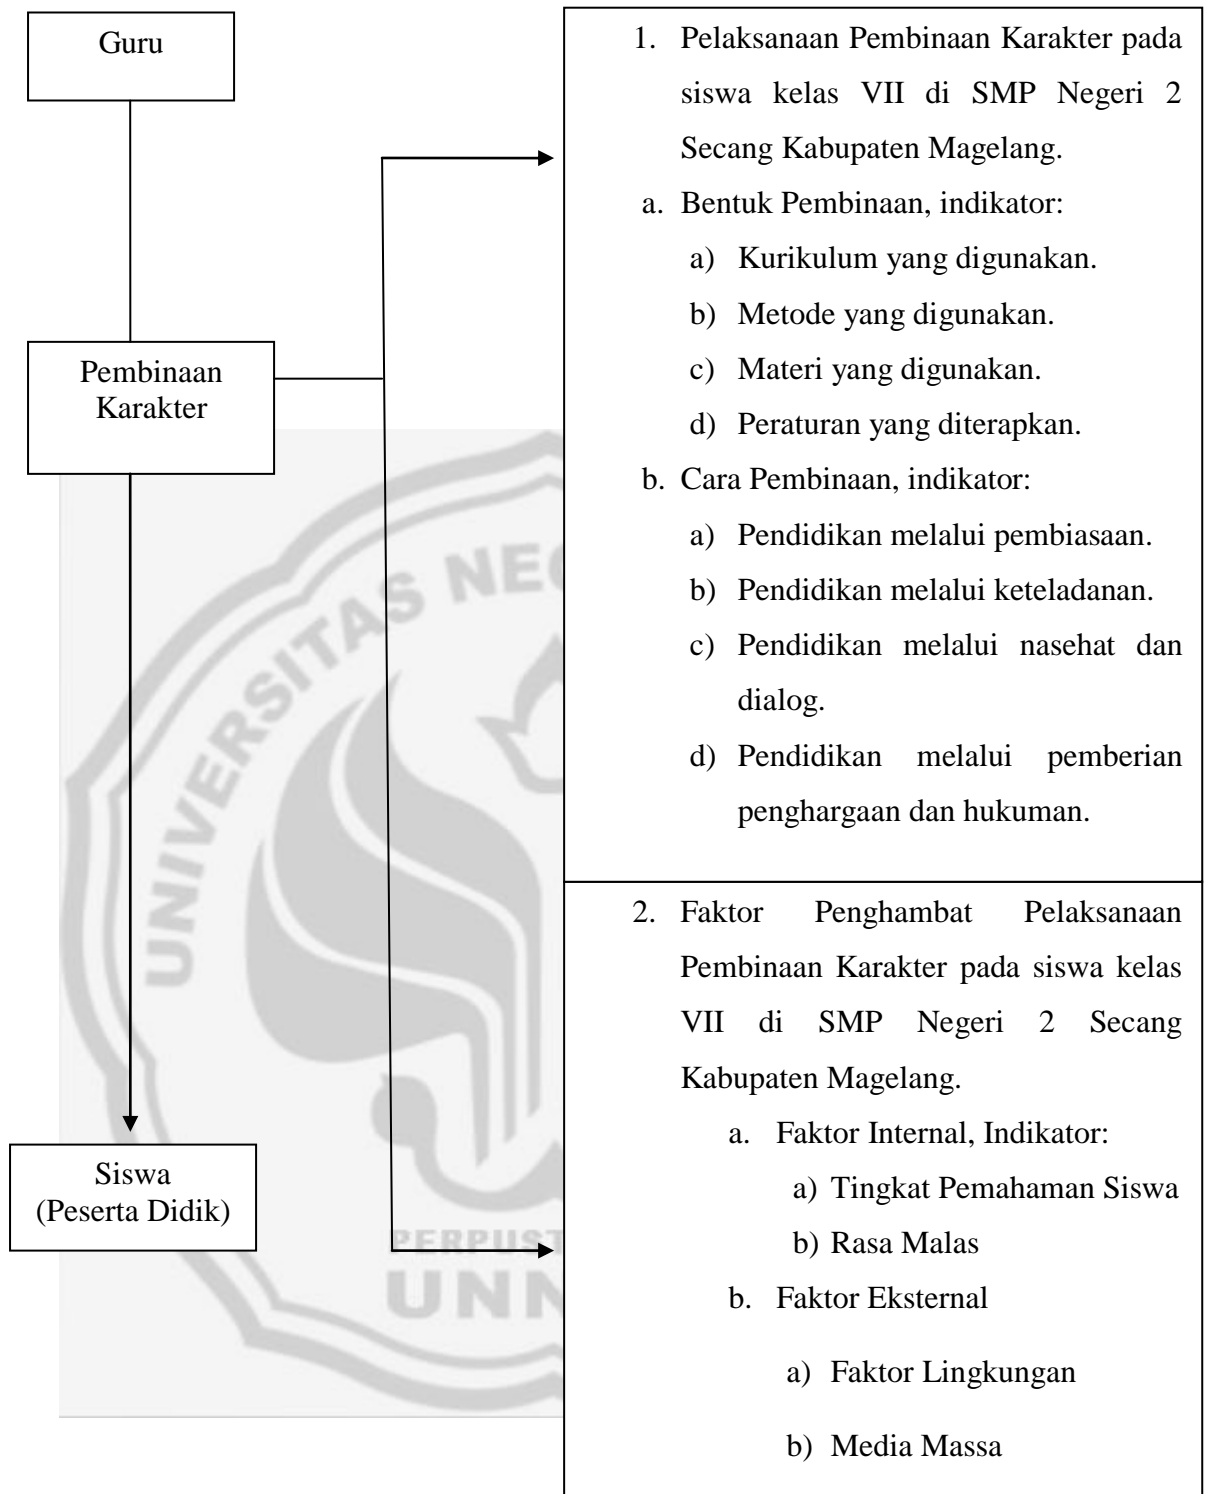 Guru
Pembinaan
Karakter
Siswa
(Peserta Didik)
1. Pelaksanaan Pembinaan Karakter pada
siswa kelas VII di SMP Negeri 2
Secang Kabupaten Magelang.
a. Bentuk Pembinaan, indikator:
a) Kurikulum yang digunakan.
b) Metode yang digunakan.
c) Materi yang digunakan.
d) Peraturan yang diterapkan.
b. Cara Pembinaan, indikator:
a) Pendidikan melalui pembiasaan.
b) Pendidikan melalui keteladanan.
c) Pendidikan melalui nasehat dan
dialog.
d) Pendidikan melalui pemberian
penghargaan dan hukuman.
2. Faktor Penghambat Pelaksanaan
Pembinaan Karakter pada siswa kelas
VII di SMP Negeri 2 Secang
Kabupaten Magelang.
a. Faktor Internal, Indikator:
a) Tingkat Pemahaman Siswa
b) Rasa Malas
b. Faktor Eksternal
a) Faktor Lingkungan
b) Media Massa
UNIVERSITAS NEG
PERPUST
UNN